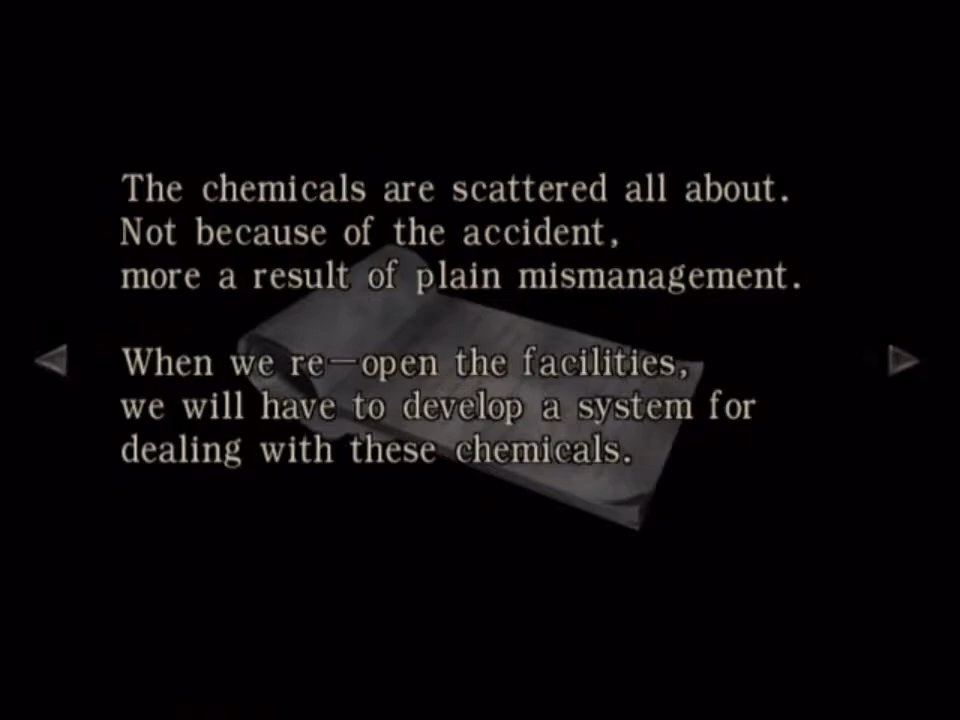 The chemicals are scattered all about.
Not because of the accident,
more a result of plain mismanagement.
When we re—open the facilities,
we will have to develop a system for
dealing with these chemicals.